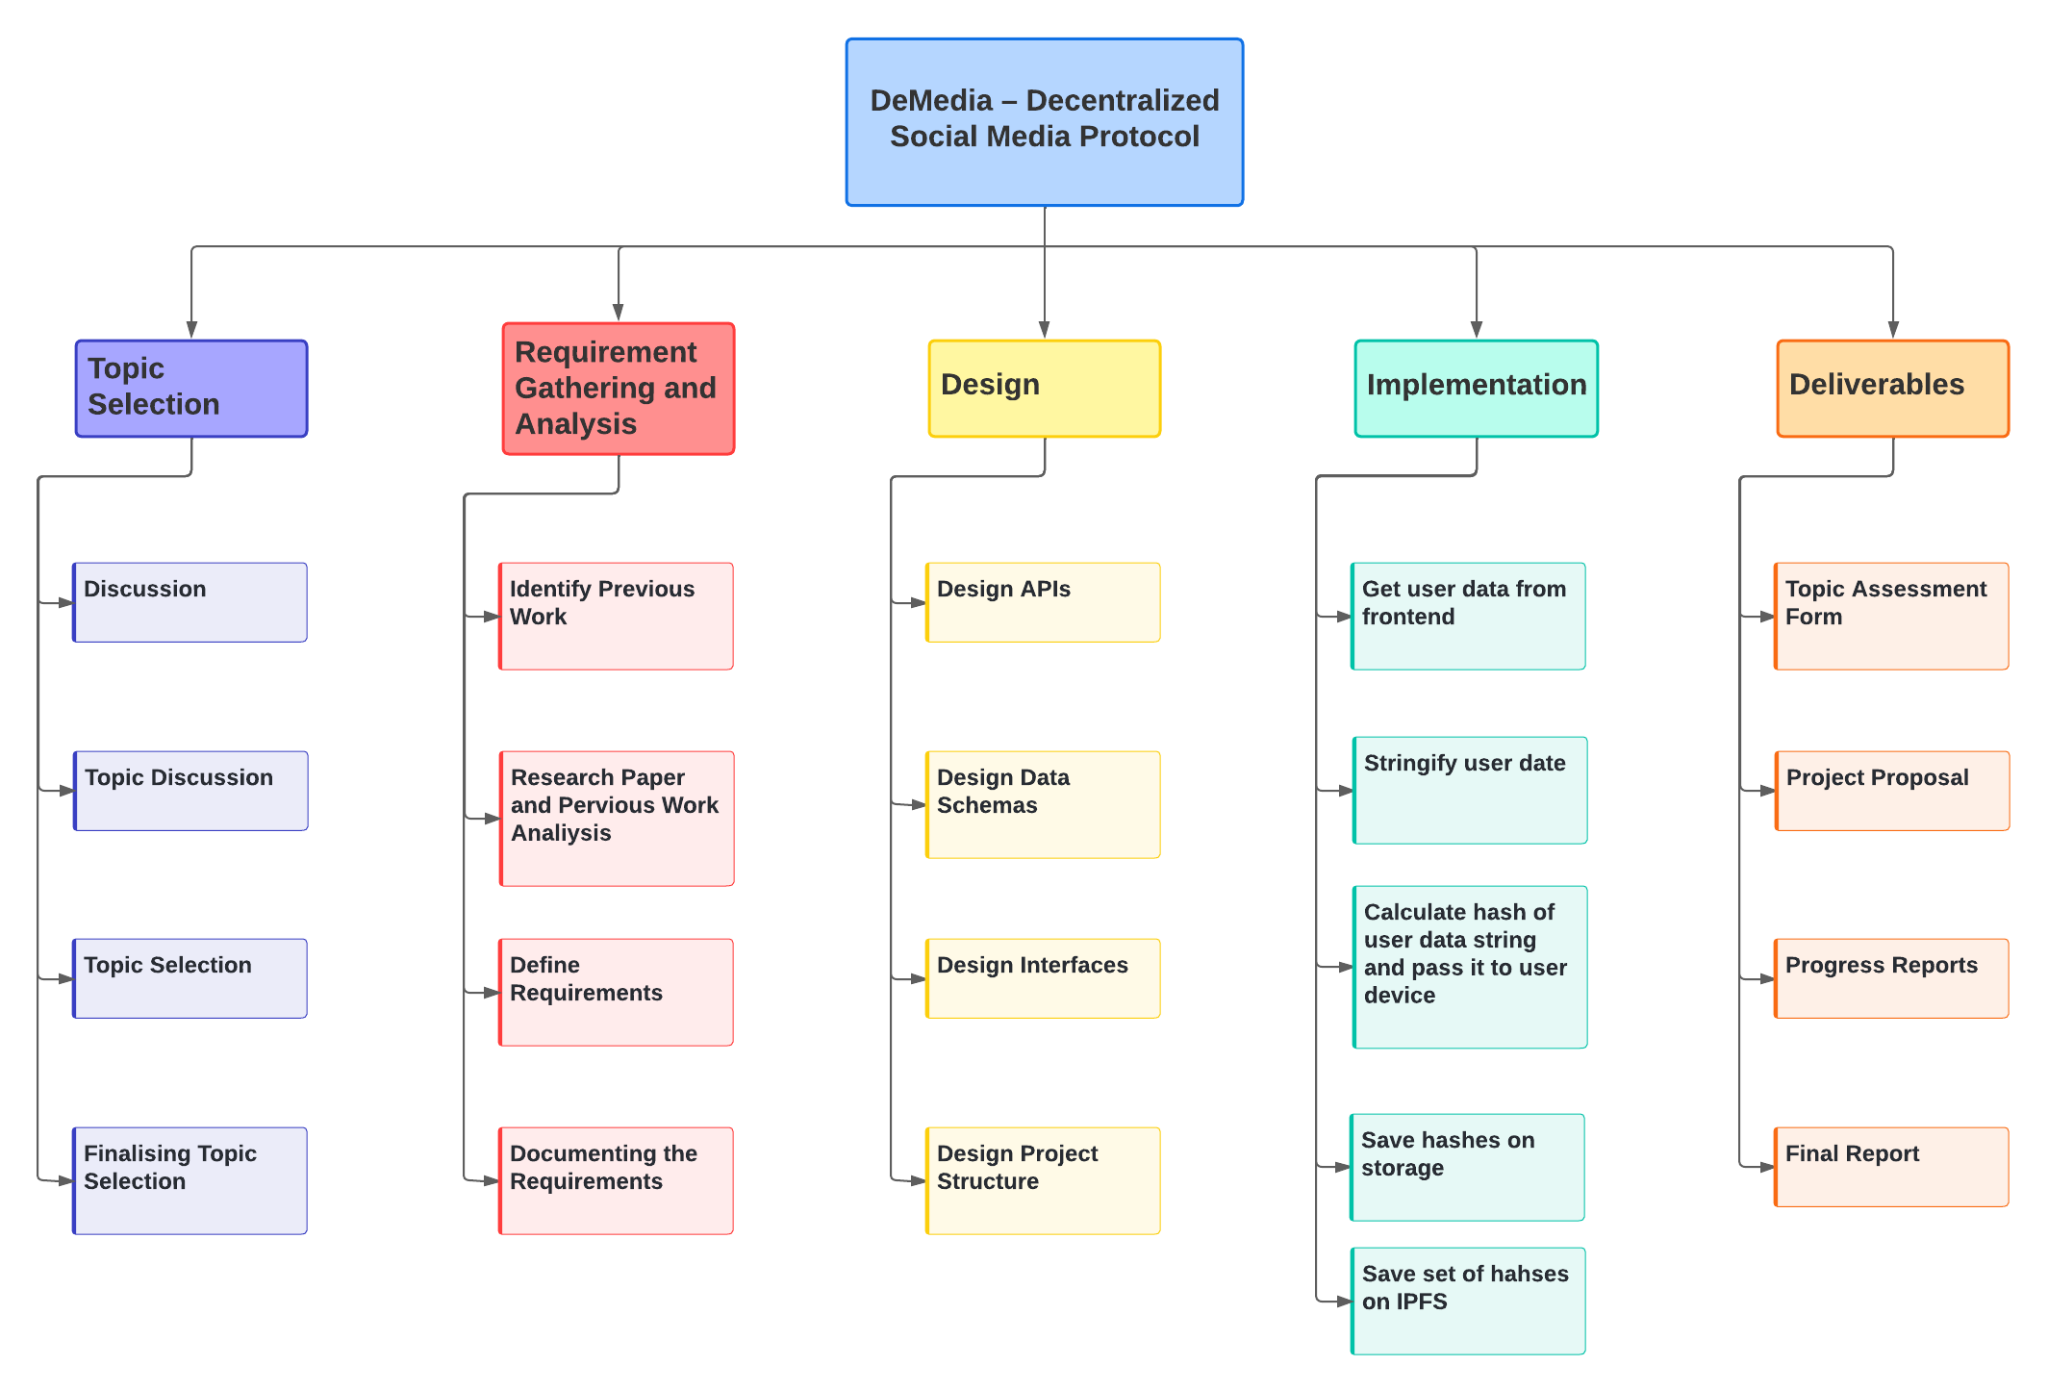 DeMedia – Decentralized
Social Media Protocol
Topic
Selection
Discussion
Topic Discussion
Topic Selection
Finalising Topic
Selection
Requirement
Gathering and
Analysis
Identify Previous
Work
Research Paper
and Pervious Work
Analiysis
Define
Requirements
Documenting the
Requirements
Design
Design APIs
Design Data
Schemas
Design Interfaces
Design Project
Structure
Implementation
Get user data from
frontend
Stringify user date
Calculate hash of
user data string
and pass it to user
device
Save hashes on
storage
Save set of hahses
on IPFS
Deliverables
Topic Assessment
Form
Project Proposal
Progress Reports
Final Report